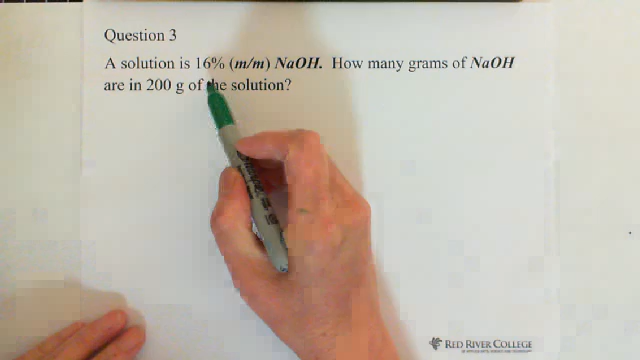 Question 3
A solution is 16% (m/m) NaOH. How many grams of NaOH
are in 200 g of the solution?
RED RIVER COLLEGE